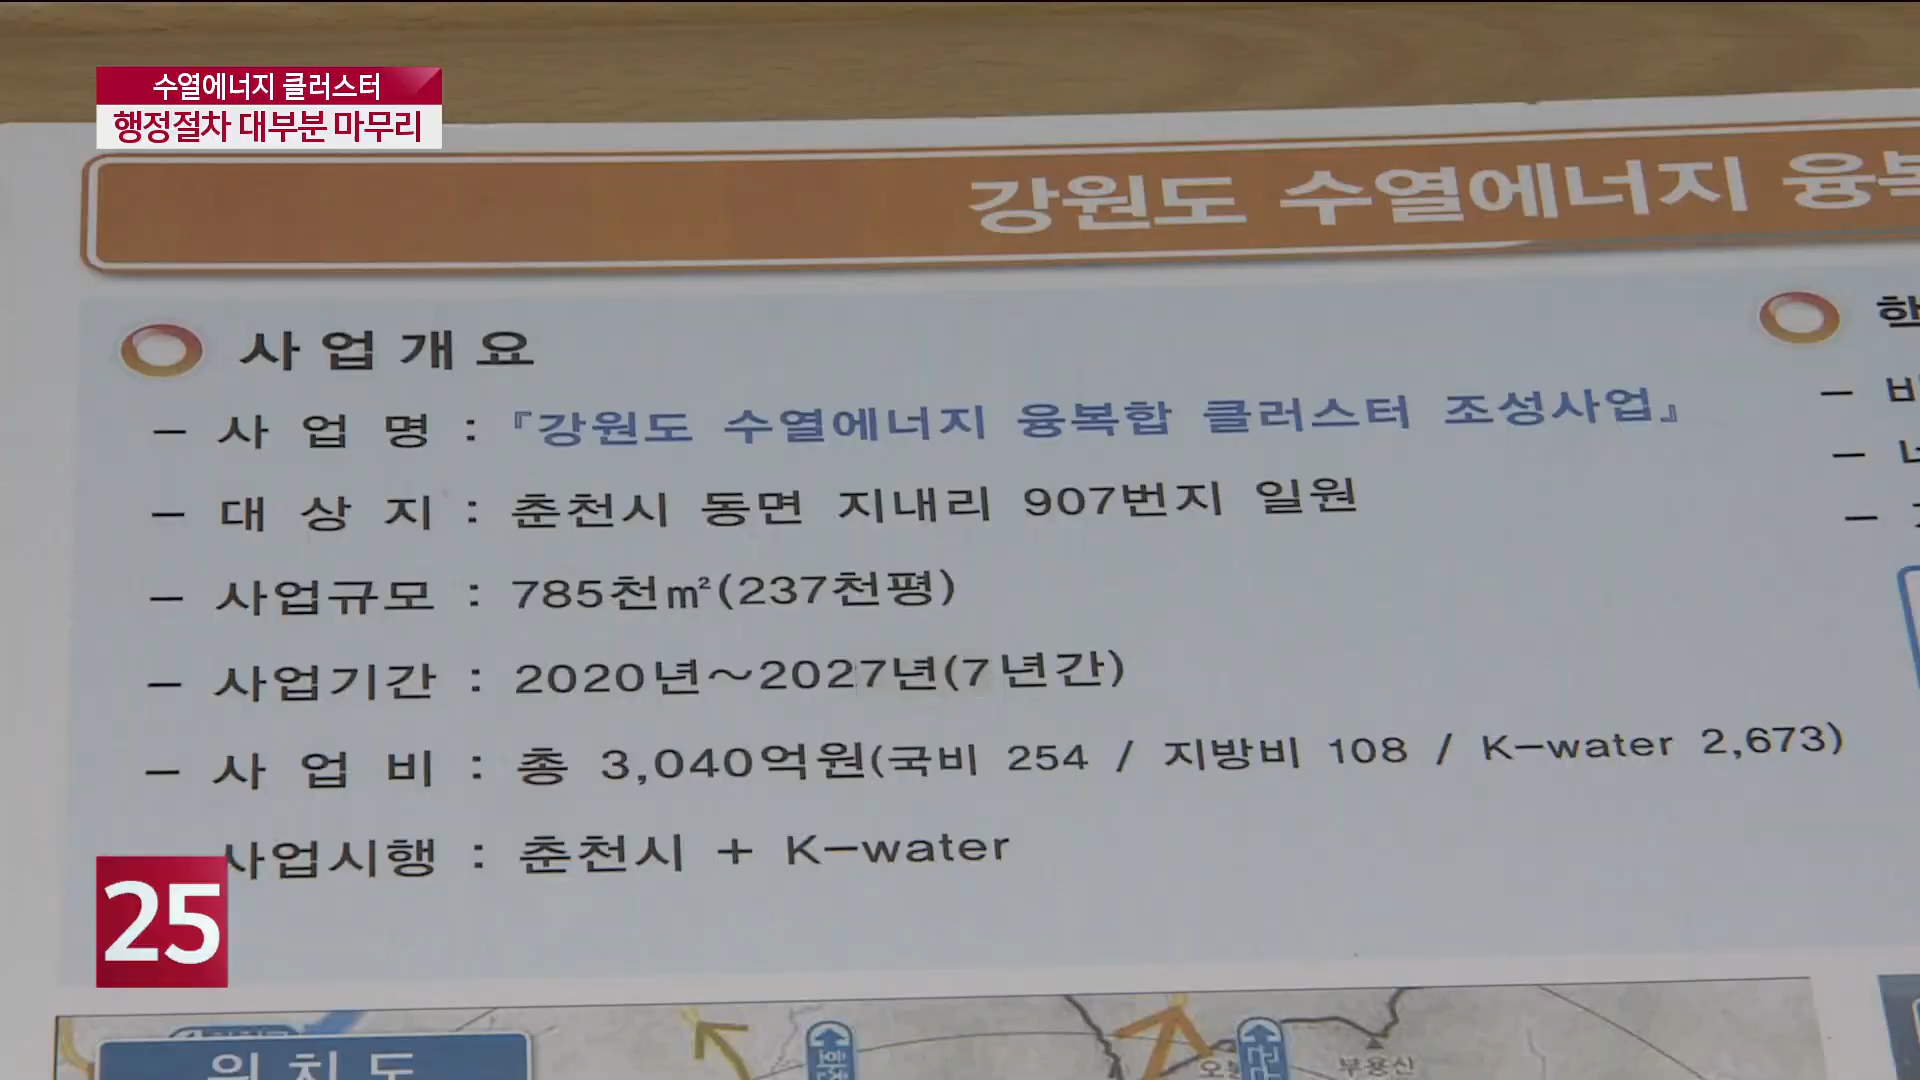 수열에너지 클러스터
행정절차 대부분 마무리
강원도 수열에너지
사업개요
- 사 업 명 : 『강원도 수열에너지 융복합 클러스터 조성사업』
- 대 상 지 : 춘천시 동면 지내리 907번지 일원
- 사업규모 : 785천㎡(237천평)
- 사업기간 : 2020년~2027년(7년간)
- 사 업 비 : 총 3,040억원(국비 254 / 지방비 108 / K-water 2,673)
사업시행 : 춘천시 + K-water
25
위치도
부용산